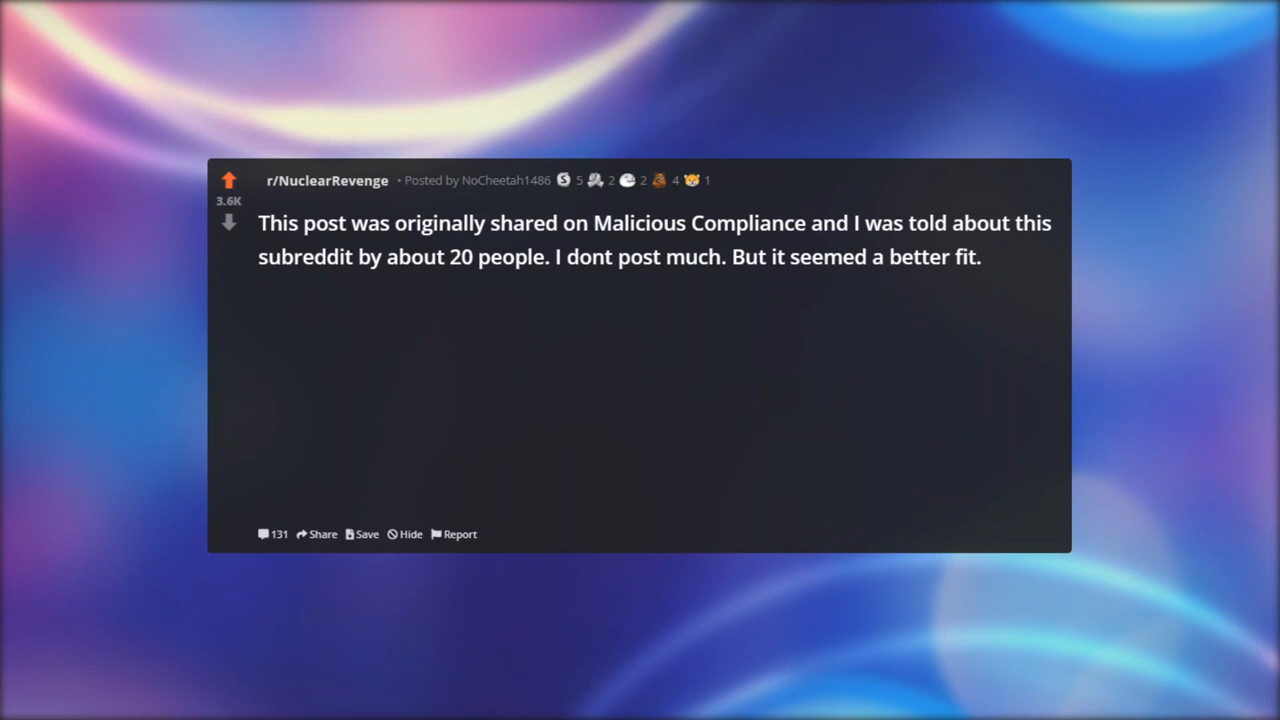 r/NuclearRevenge • Posted by NoCheetah1486 5 2 2 4 1
3.6K
This post was originally shared on Malicious Compliance and I was told about this
subreddit by about 20 people. I dont post much. But it seemed a better fit.
131 Share Save Hide Report